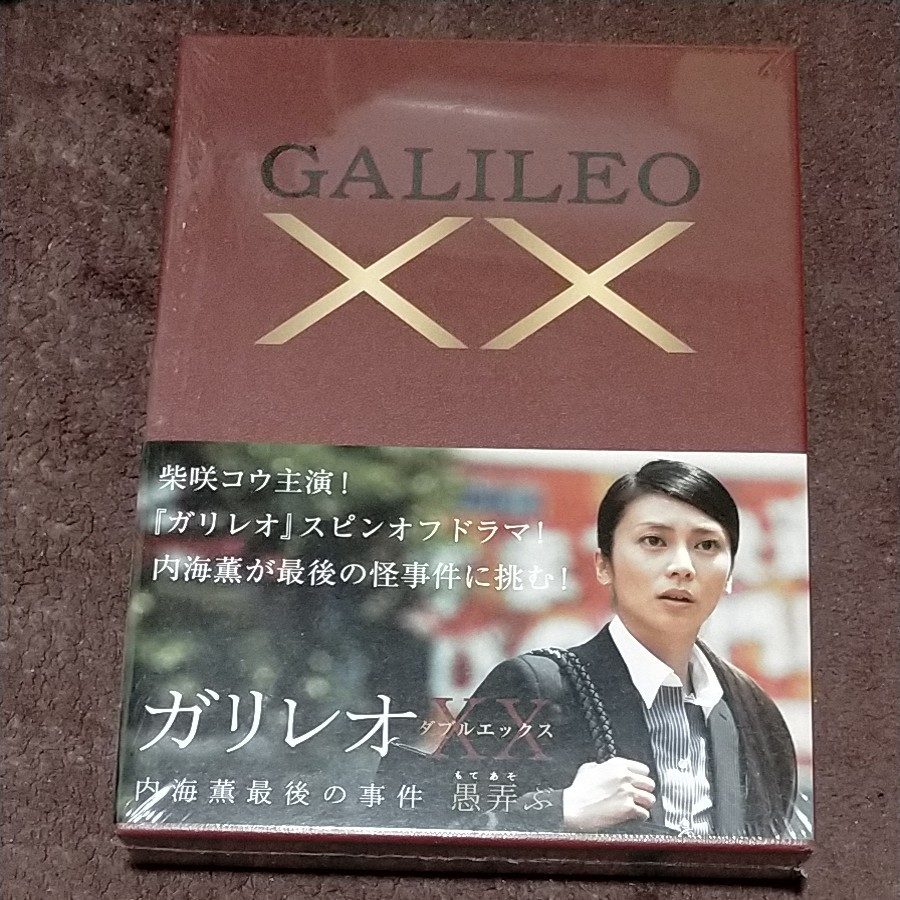 GALILEO
XX
柴咲コウ主演!
『ガリレオ』スピンオフドラマ!
内海薫が最後の怪事件に挑む!
ガリレオXX
ダブルエックス
内海薫最後の事件 愚弄ぶ
もてあそ